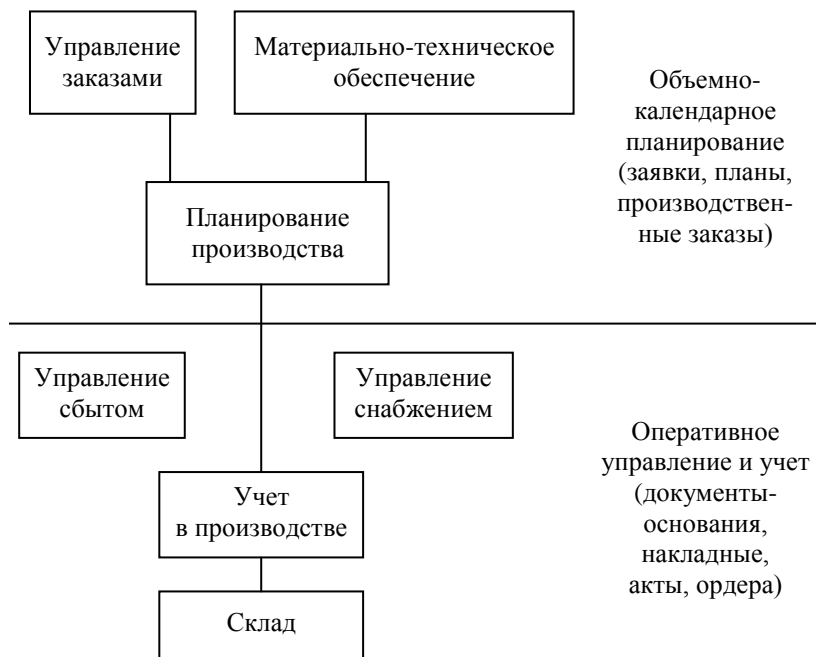 Управление
заказами
Материально-техническое
обеспечение
Объемно-
календарное
планирование
(заявки, планы,
производствен-
ные заказы)
Планирование
производства
Управление
сбытом
Управление
снабжением
Оперативное
управление и учет
(документы-
основания,
накладные,
акты, ордера)
Учет
в производстве
Склад